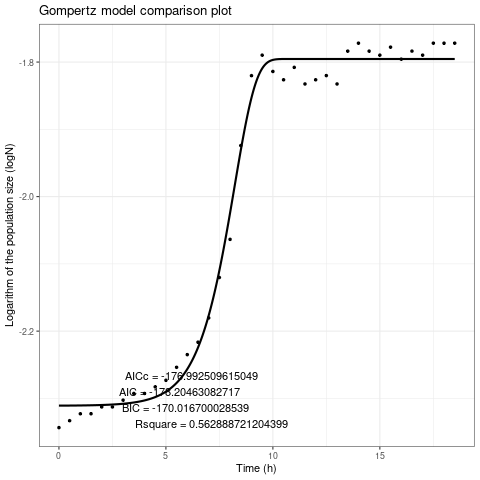 Gompertz model comparison plot
Logarithm of the population size (logN)
-1.8
-2.0
-2.2
AICc = -176.992509615049
AIC = -178.20463082717
BIC = -170.016700028539
Rsquare = 0.562888721204399
0 5 10 15
Time (h)